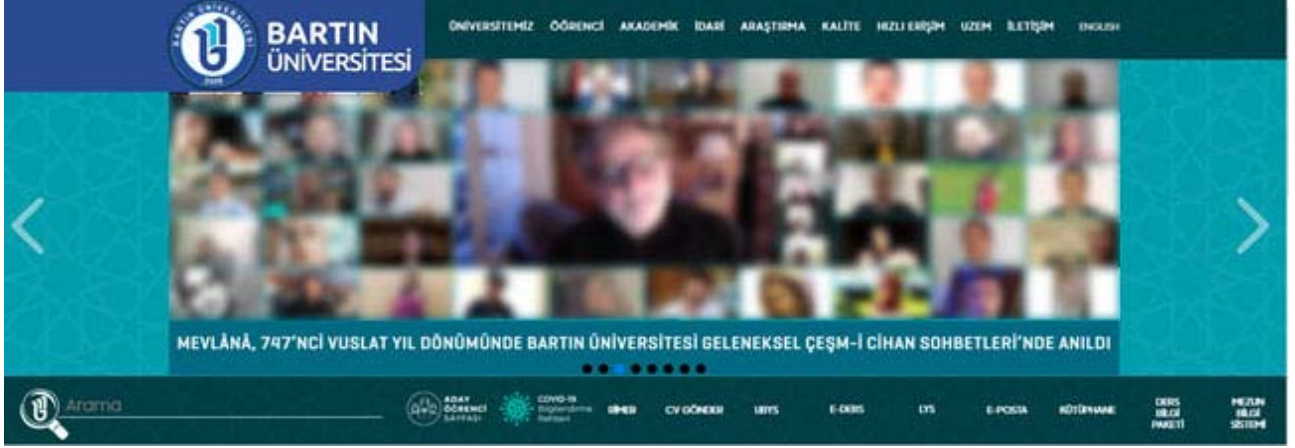 BARTIN
ÜNİVERSİTESİ
ÜNİVERSİTEMİZ ÖĞRENCİ AKADEMİK İDARİ ARAŞTIRMA KALİTE HIZLI ERİŞİM UZEM İLETİŞİM ENGLISH
MEVLÂNÂ, 747'NCİ VUSLAT YIL DÖNÜMÜNDE BARTIN ÜNİVERSİTESİ GELENEKSEL ÇEŞM-İ CİHAN SOHBETLERİ'NDE ANILDI
Arama
ADAY
ÖĞRENCİ
SAYFASI
COVID-19
Bilgilendirme
Rehberi
BİMER CV GÖNDER UBYS E-DERS LYS E-POSTA KÜTÜPHANE
DERS
BİLGİ
PAKETİ
MEZUN
BİLGİ
SİSTEMİ